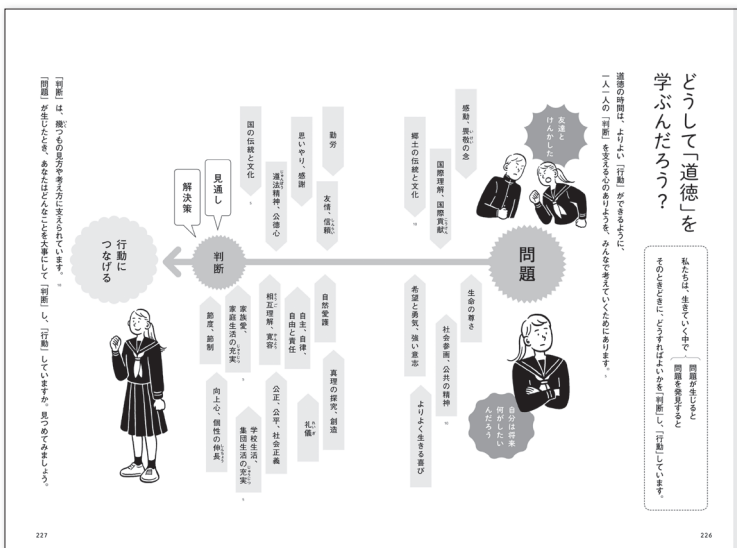 どうして「道徳」を
学ぶんだろう？
私たちは、生きていく中で、
問題が生じると
問題を発見すると
そのときどきに、どうすればよいかを「判断」し、「行動」しています。
道徳の時間は、よりよい「行動」ができるように、
一人一人の「判断」を支える心のありようを、みんなで考えていくためにあります。
友達と
けんかした
問題
自分は将来
何がしたい
んだろう
感動、畏敬の念
国際理解、国際貢献
郷土の伝統と文化
生命の尊さ
社会参画、公共の精神
希望と勇気、強い意志
よりよく生きる喜び
勤労
友情、信頼
思いやり、感謝
遵法精神、公徳心
国の伝統と文化
自然愛護
真理の探究、創造
自主、自律、
自由と責任
礼儀
相互理解、寛容
公正、公平、社会正義
家族愛、
家庭生活の充実
学校生活、
集団生活の充実
節度、節制
向上心、個性の伸長
判断
見通し
解決策
行動に
つなげる
「判断」は、幾つもの見方や考え方に支えられています。
「問題」が生じたとき、あなたはどんなことを大事にして「判断」し、「行動」していますか。見つめてみましょう。
227
226